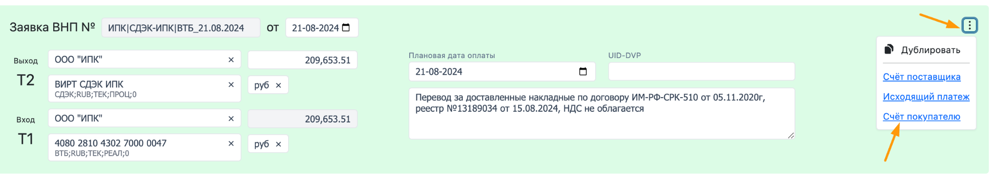 Заявка ВНП № ИПК|СДЭК-ИПК|ВТБ_21.08.2024 от 21-08-2024
Выход
Т2
ООО "ИПК" × 209,653.51
ВИРТ СДЭК ИПК × руб ×
СДЭК;RUB;ТЕК;ПРОЦ;0
Вход
Т1
ООО "ИПК" × 209,653.51
4080 2810 4302 7000 0047 × руб ×
ВТБ;RUB;ТЕК;РЕАЛ;0
Плановая дата оплаты
21-08-2024
UID-DVP
Перевод за доставленные накладные по договору ИМ-РФ-СРК-510 от 05.11.2020г,
реестр №13189034 от 15.08.2024, НДС не облагается
Дублировать
Счёт поставщика
Исходящий платеж
Счёт покупателю